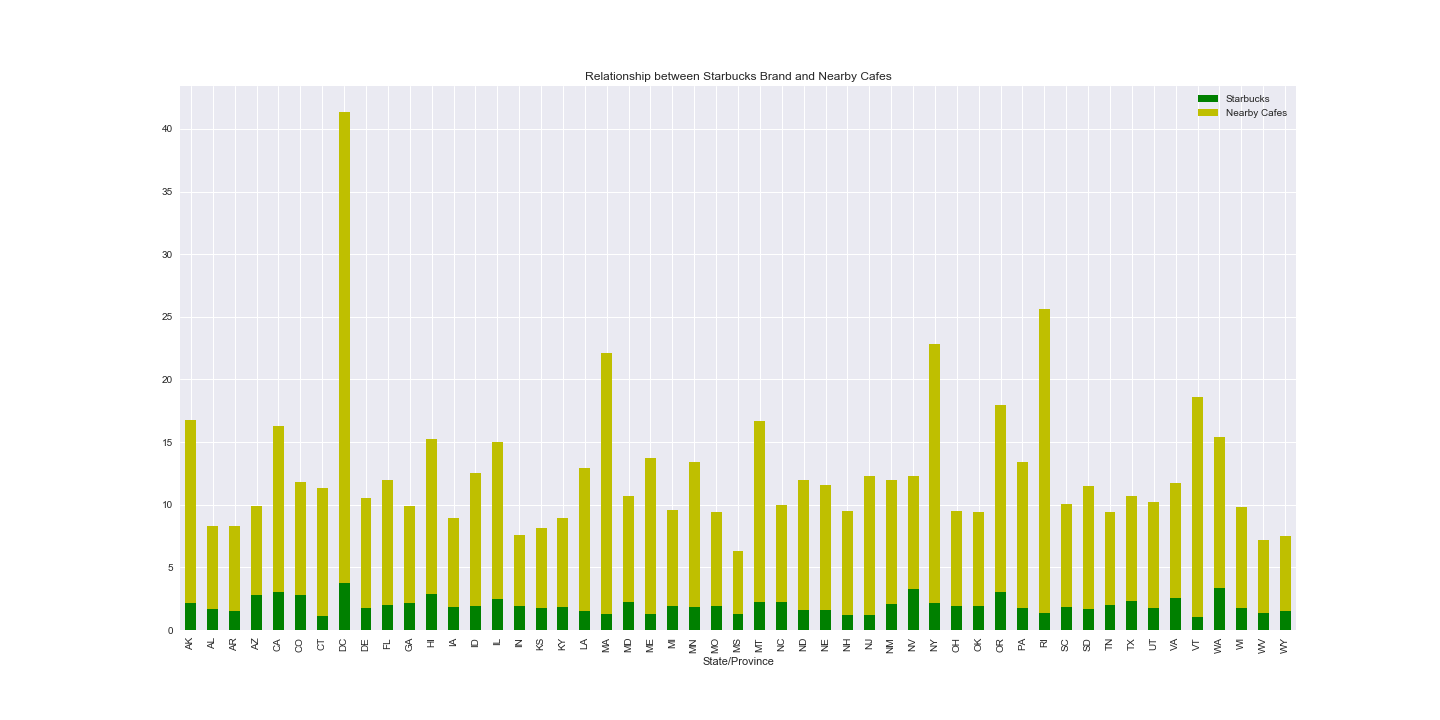 Relationship between Starbucks Brand and Nearby Cafes
Starbucks
Nearby Cafes
40
35
30
25
20
15
10
5
0
AK AL AR AZ CA CO CT DC DE FL GA HI IA ID IL IN KS KY LA MA MD ME MI MN MO MS MT NC ND NE NH NJ NM NV NY OH OK OR PA RI SC SD TN TX UT VA VT WA WI WV WY
State/Province